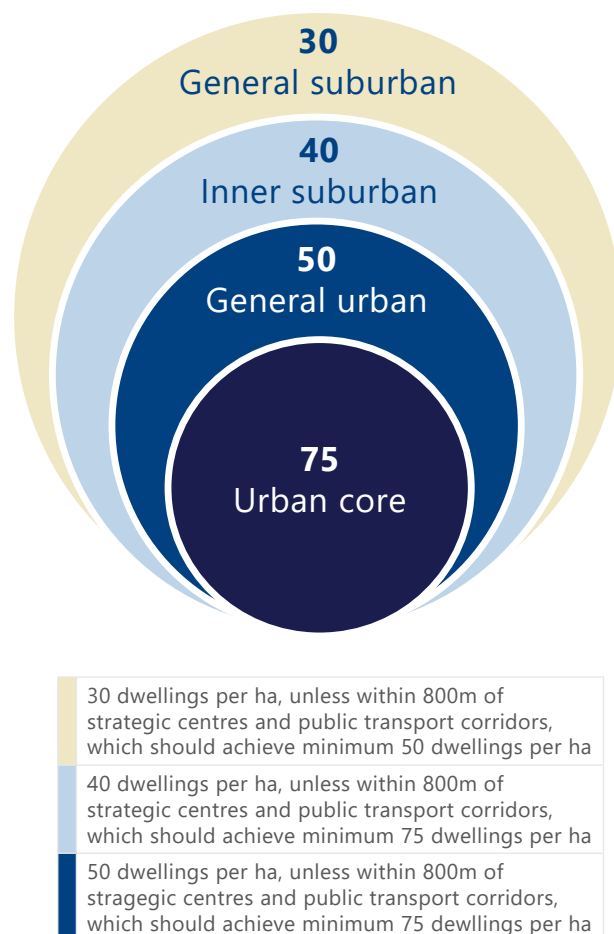 30
General suburban
40
Inner suburban
50
General urban
75
Urban core
30 dwellings per ha, unless within 800m of
strategic centres and public transport corridors,
which should achieve minimum 50 dwellings per ha
40 dwellings per ha, unless within 800m of
strategic centres and public transport corridors,
which should achieve minimum 75 dwellings per ha
50 dwellings per ha, unless within 800m of
stragegic centres and public transport corridors,
which should achieve minimum 75 dewllings per ha